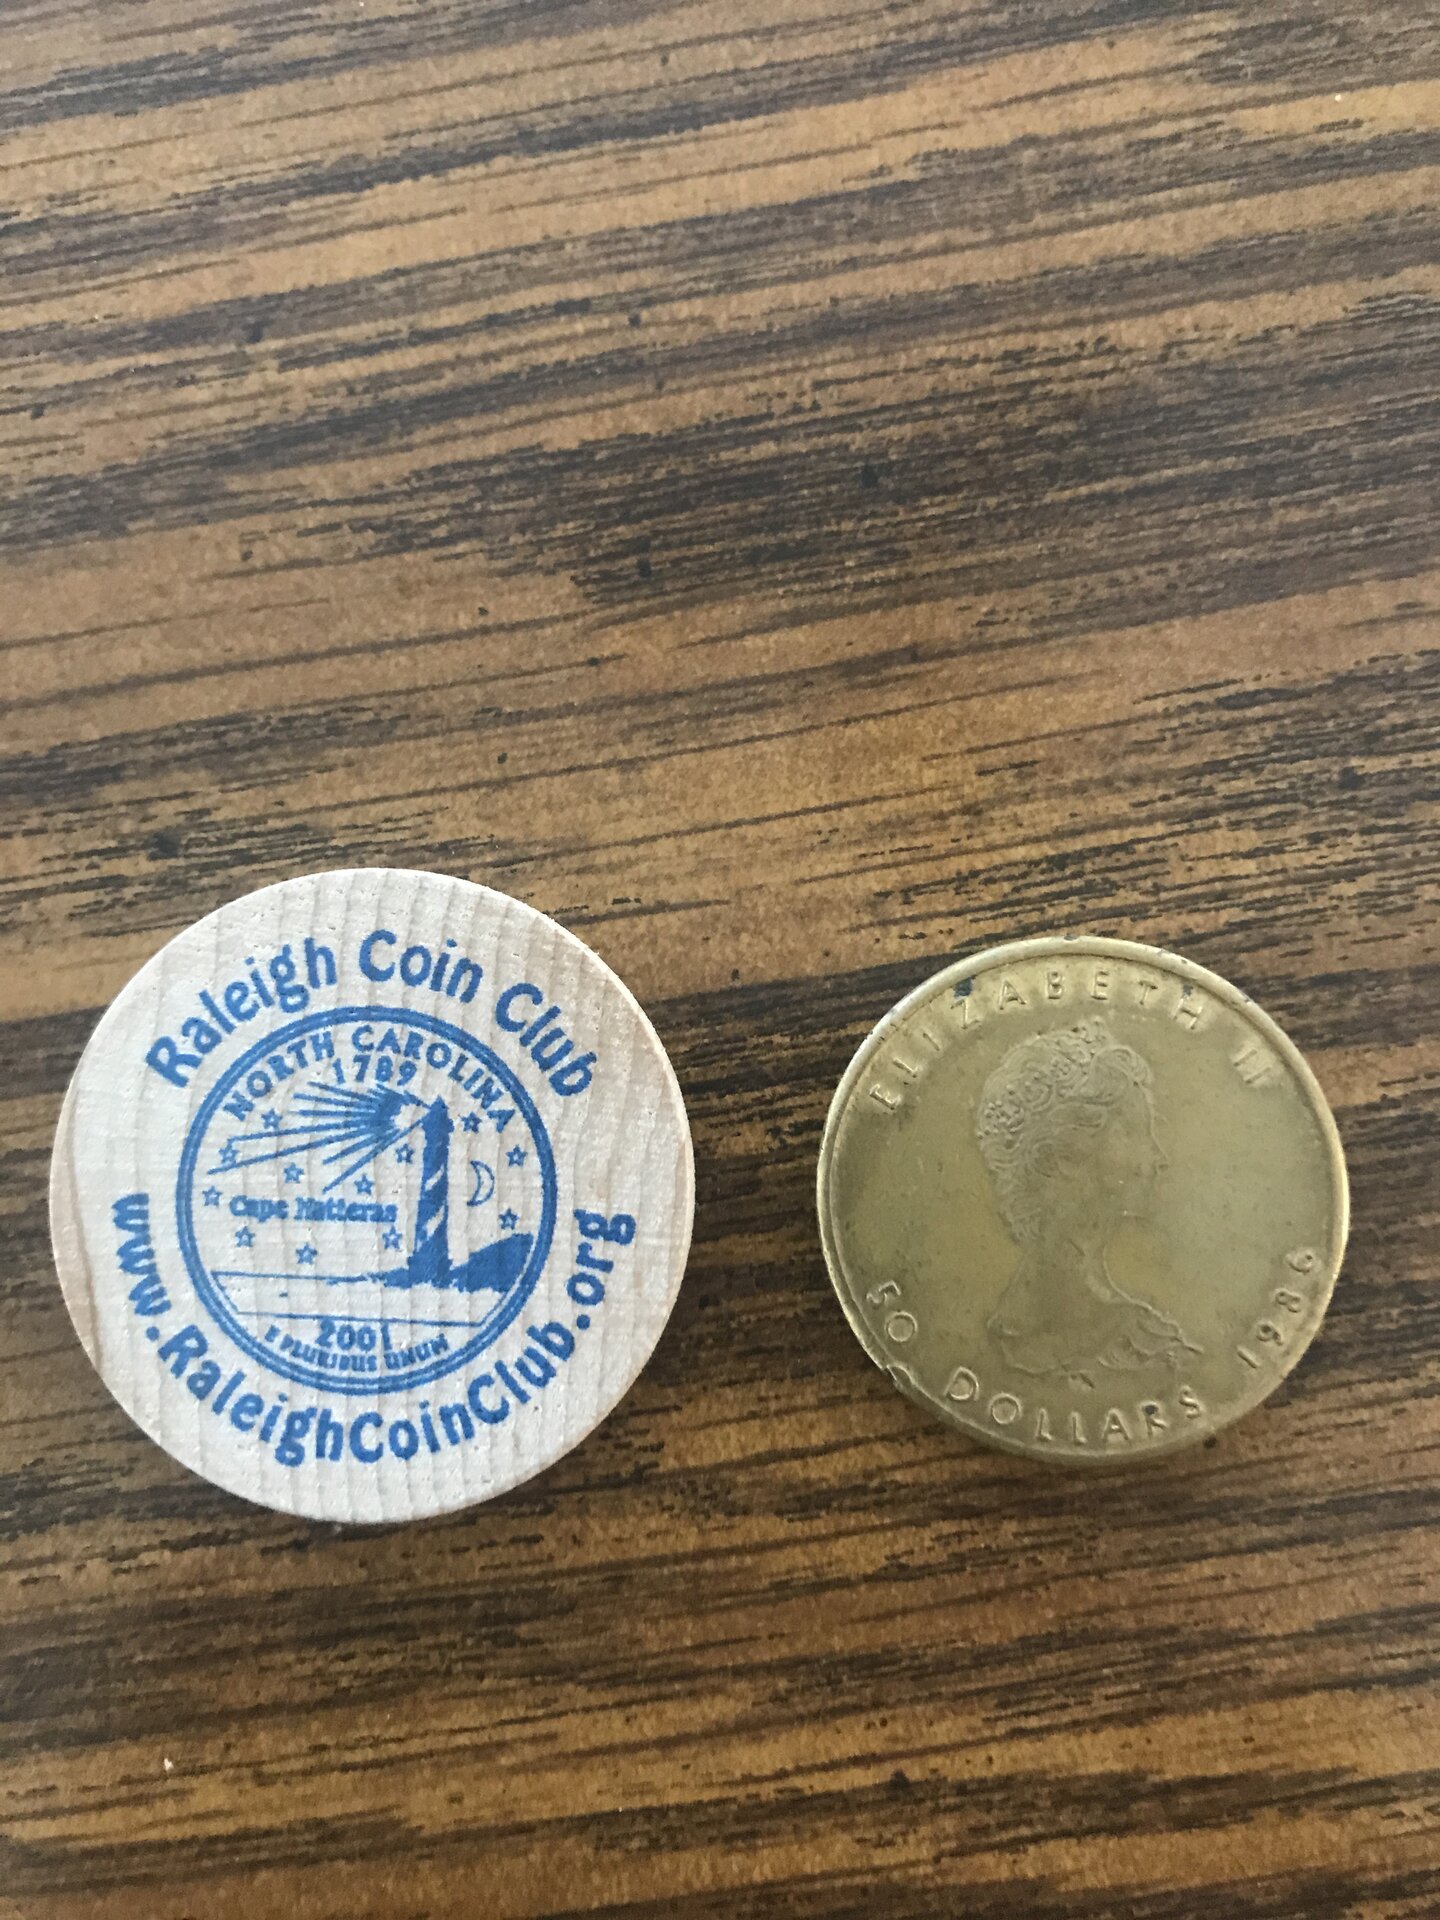 Raleigh Coin Club
NORTH CAROLINA
1789
Cape Hatteras
2001
E PLURIBUS UNUM
www.RaleighCoinClub.org
ELIZABETH II
50 DOLLARS 1986